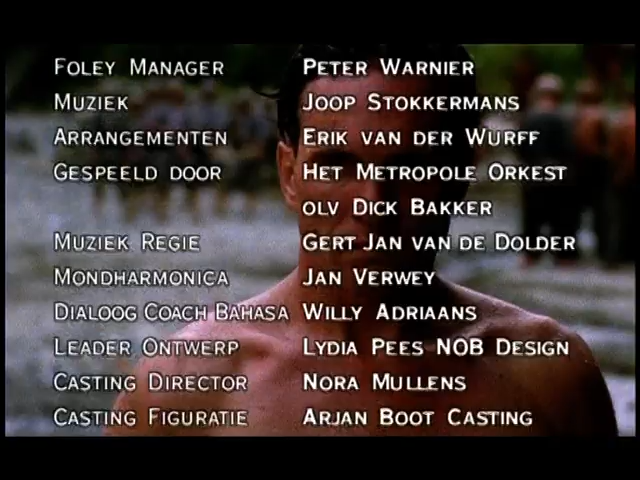 Foley Manager Peter Warnier
Muziek Joop Stokkermans
Arrangementen Erik van der Wurff
Gespeeld door Het Metropole Orkest
olv Dick Bakker
Muziek Regie Gert Jan van de Dolder
Mondharmonica Jan Verwey
Dialoog Coach Bahasa Willy Adriaans
Leader Ontwerp Lydia Pees NOB Design
Casting Director Nora Mullens
Casting Figuratie Arjan Boot Casting